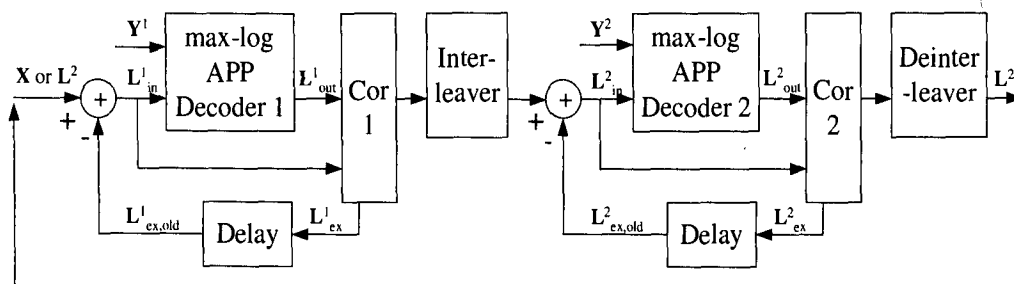 X or L²
+
+
-
L¹in
Y¹
max-log
APP
Decoder 1
L¹out
Cor
1
Inter-
leaver
L¹ex,old
Delay
L¹ex
+
+
-
L²in
Y²
max-log
APP
Decoder 2
L²out
Cor
2
Deinter
-leaver
L²
L²ex,old
Delay
L²ex